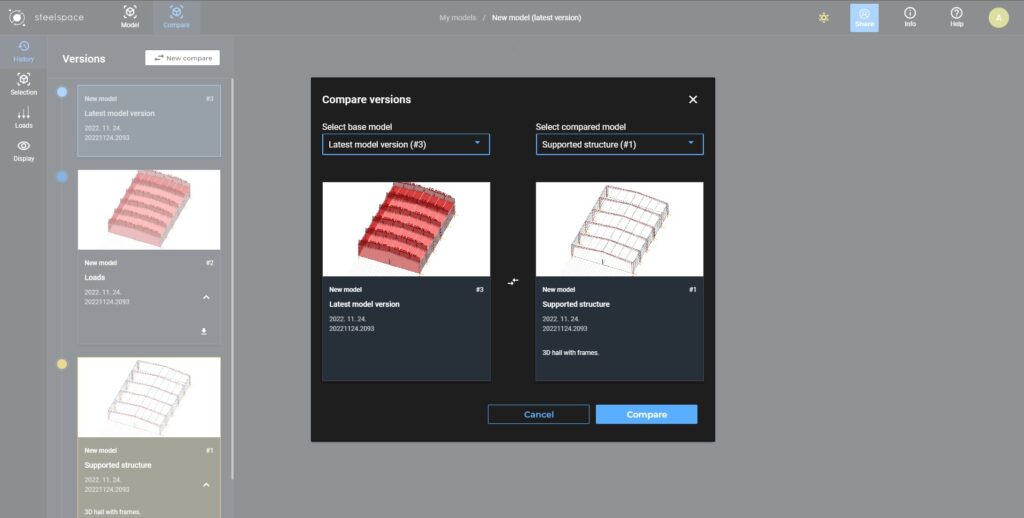 steelspace
Model
Compare
My models / New model (latest version)
Share
Info
Help
A
History
Selection
Loads
Display
Versions
New compare
New model #3
Latest model version
2022. 11. 24.
20221124.2093
New model #2
Loads
2022. 11. 24.
20221124.2093
New model #1
Supported structure
2022. 11. 24.
20221124.2093
3D hall with frames.
Compare versions
Select base model
Latest model version (#3)
Select compared model
Supported structure (#1)
New model #3
Latest model version
2022. 11. 24.
20221124.2093
New model #1
Supported structure
2022. 11. 24.
20221124.2093
3D hall with frames.
Cancel
Compare